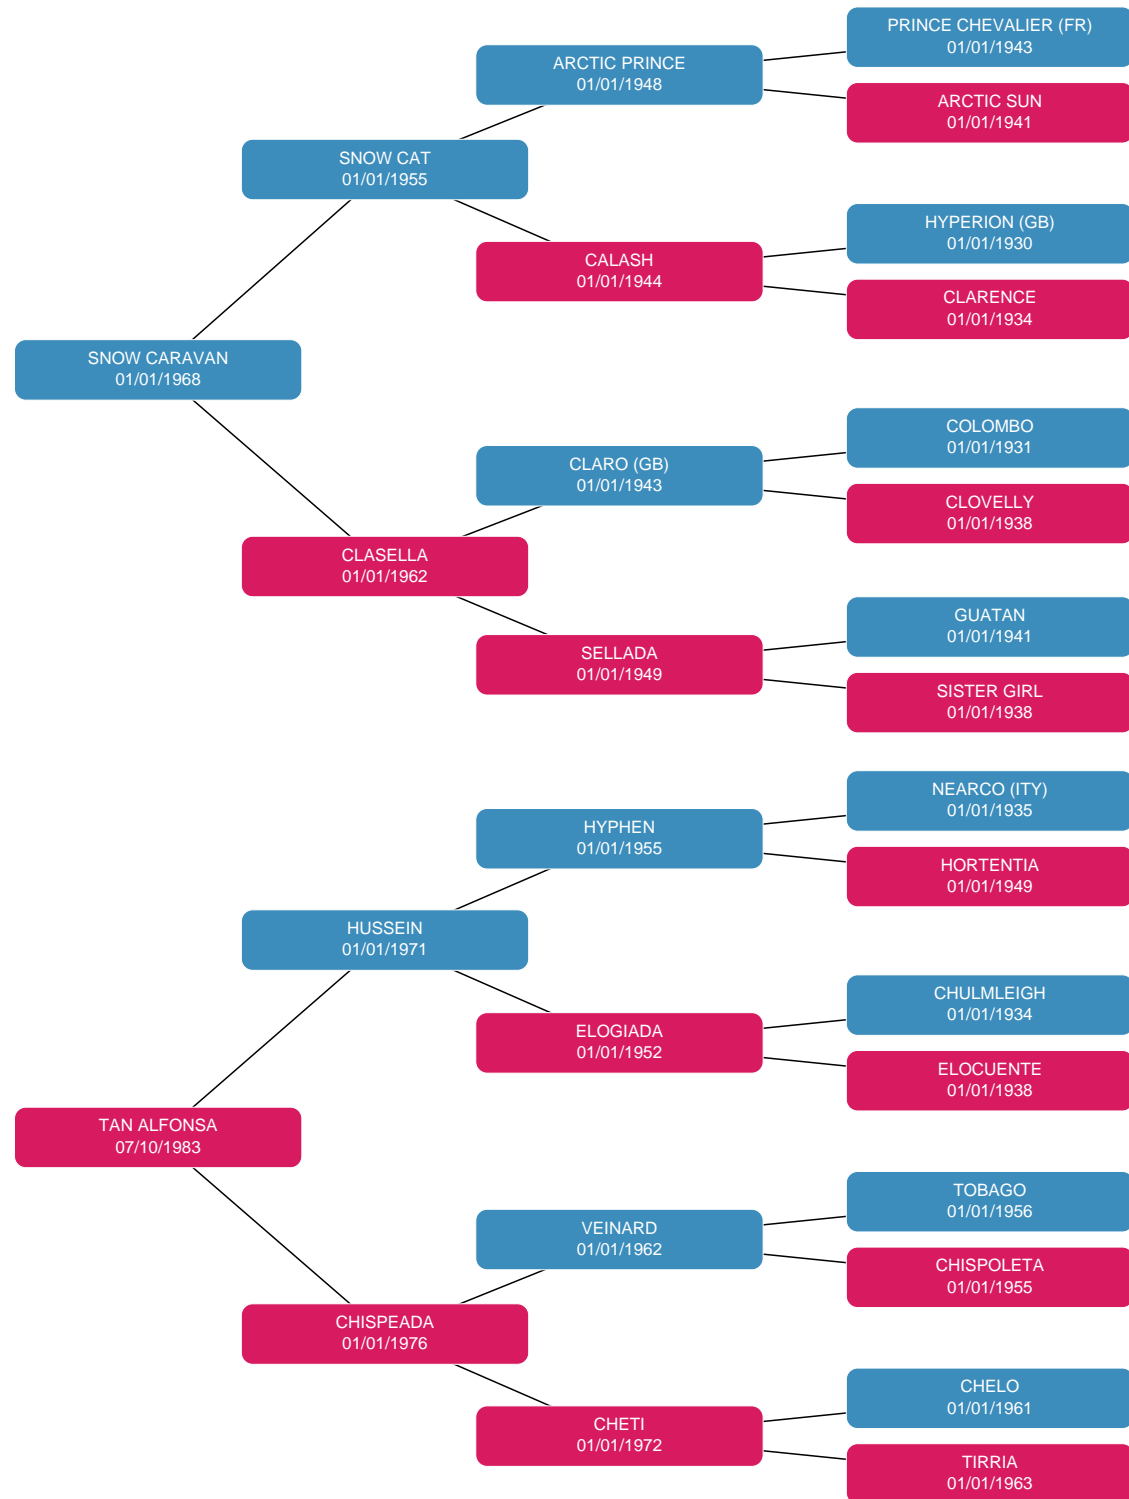 PRINCE CHEVALIER (FR)
01/01/1943
ARCTIC PRINCE
01/01/1948
ARCTIC SUN
01/01/1941
SNOW CAT
01/01/1955
HYPERION (GB)
01/01/1930
CALASH
01/01/1944
CLARENCE
01/01/1934
SNOW CARAVAN
01/01/1968
COLOMBO
01/01/1931
CLARO (GB)
01/01/1943
CLOVELLY
01/01/1938
CLASELLA
01/01/1962
GUATAN
01/01/1941
SELLADA
01/01/1949
SISTER GIRL
01/01/1938
NEARCO (ITY)
01/01/1935
HYPHEN
01/01/1955
HORTENTIA
01/01/1949
HUSSEIN
01/01/1971
CHULMLEIGH
01/01/1934
ELOGIADA
01/01/1952
ELOCUENTE
01/01/1938
TAN ALFONSA
07/10/1983
TOBAGO
01/01/1956
VEINARD
01/01/1962
CHISPOLETA
01/01/1955
CHISPEADA
01/01/1976
CHELO
01/01/1961
CHETI
01/01/1972
TIRRIA
01/01/1963